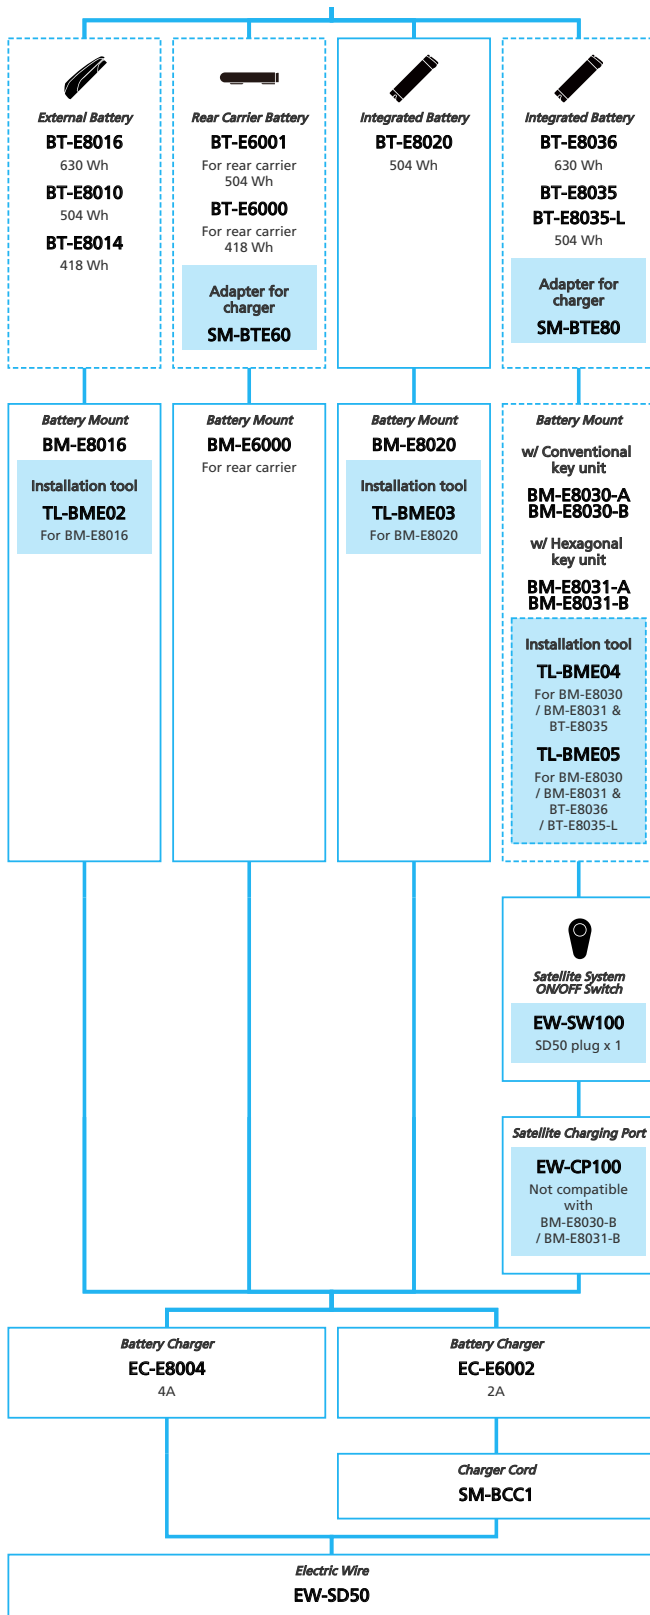 External Battery
BT-E8016
630 Wh
BT-E8010
504 Wh
BT-E8014
418 Wh
Rear Carrier Battery
BT-E6001
For rear carrier
504 Wh
BT-E6000
For rear carrier
418 Wh
Adapter for
charger
SM-BTE60
Integrated Battery
BT-E8020
504 Wh
Integrated Battery
BT-E8036
630 Wh
BT-E8035
BT-E8035-L
504 Wh
Adapter for
charger
SM-BTE80
Battery Mount
BM-E8016
Installation tool
TL-BME02
For BM-E8016
Battery Mount
BM-E6000
For rear carrier
Battery Mount
BM-E8020
Installation tool
TL-BME03
For BM-E8020
Battery Mount
w/ Conventional
key unit
BM-E8030-A
BM-E8030-B
w/ Hexagonal
key unit
BM-E8031-A
BM-E8031-B
Installation tool
TL-BME04
For BM-E8030
/ BM-E8031 &
BT-E8035
TL-BME05
For BM-E8030
/ BM-E8031 &
BT-E8036
/ BT-E8035-L
Satellite System
ON/OFF Switch
EW-SW100
SD50 plug x 1
Satellite Charging Port
EW-CP100
Not compatible
with
BM-E8030-B
/ BM-E8031-B
Battery Charger
EC-E8004
4A
Battery Charger
EC-E6002
2A
Charger Cord
SM-BCC1
Electric Wire
EW-SD50